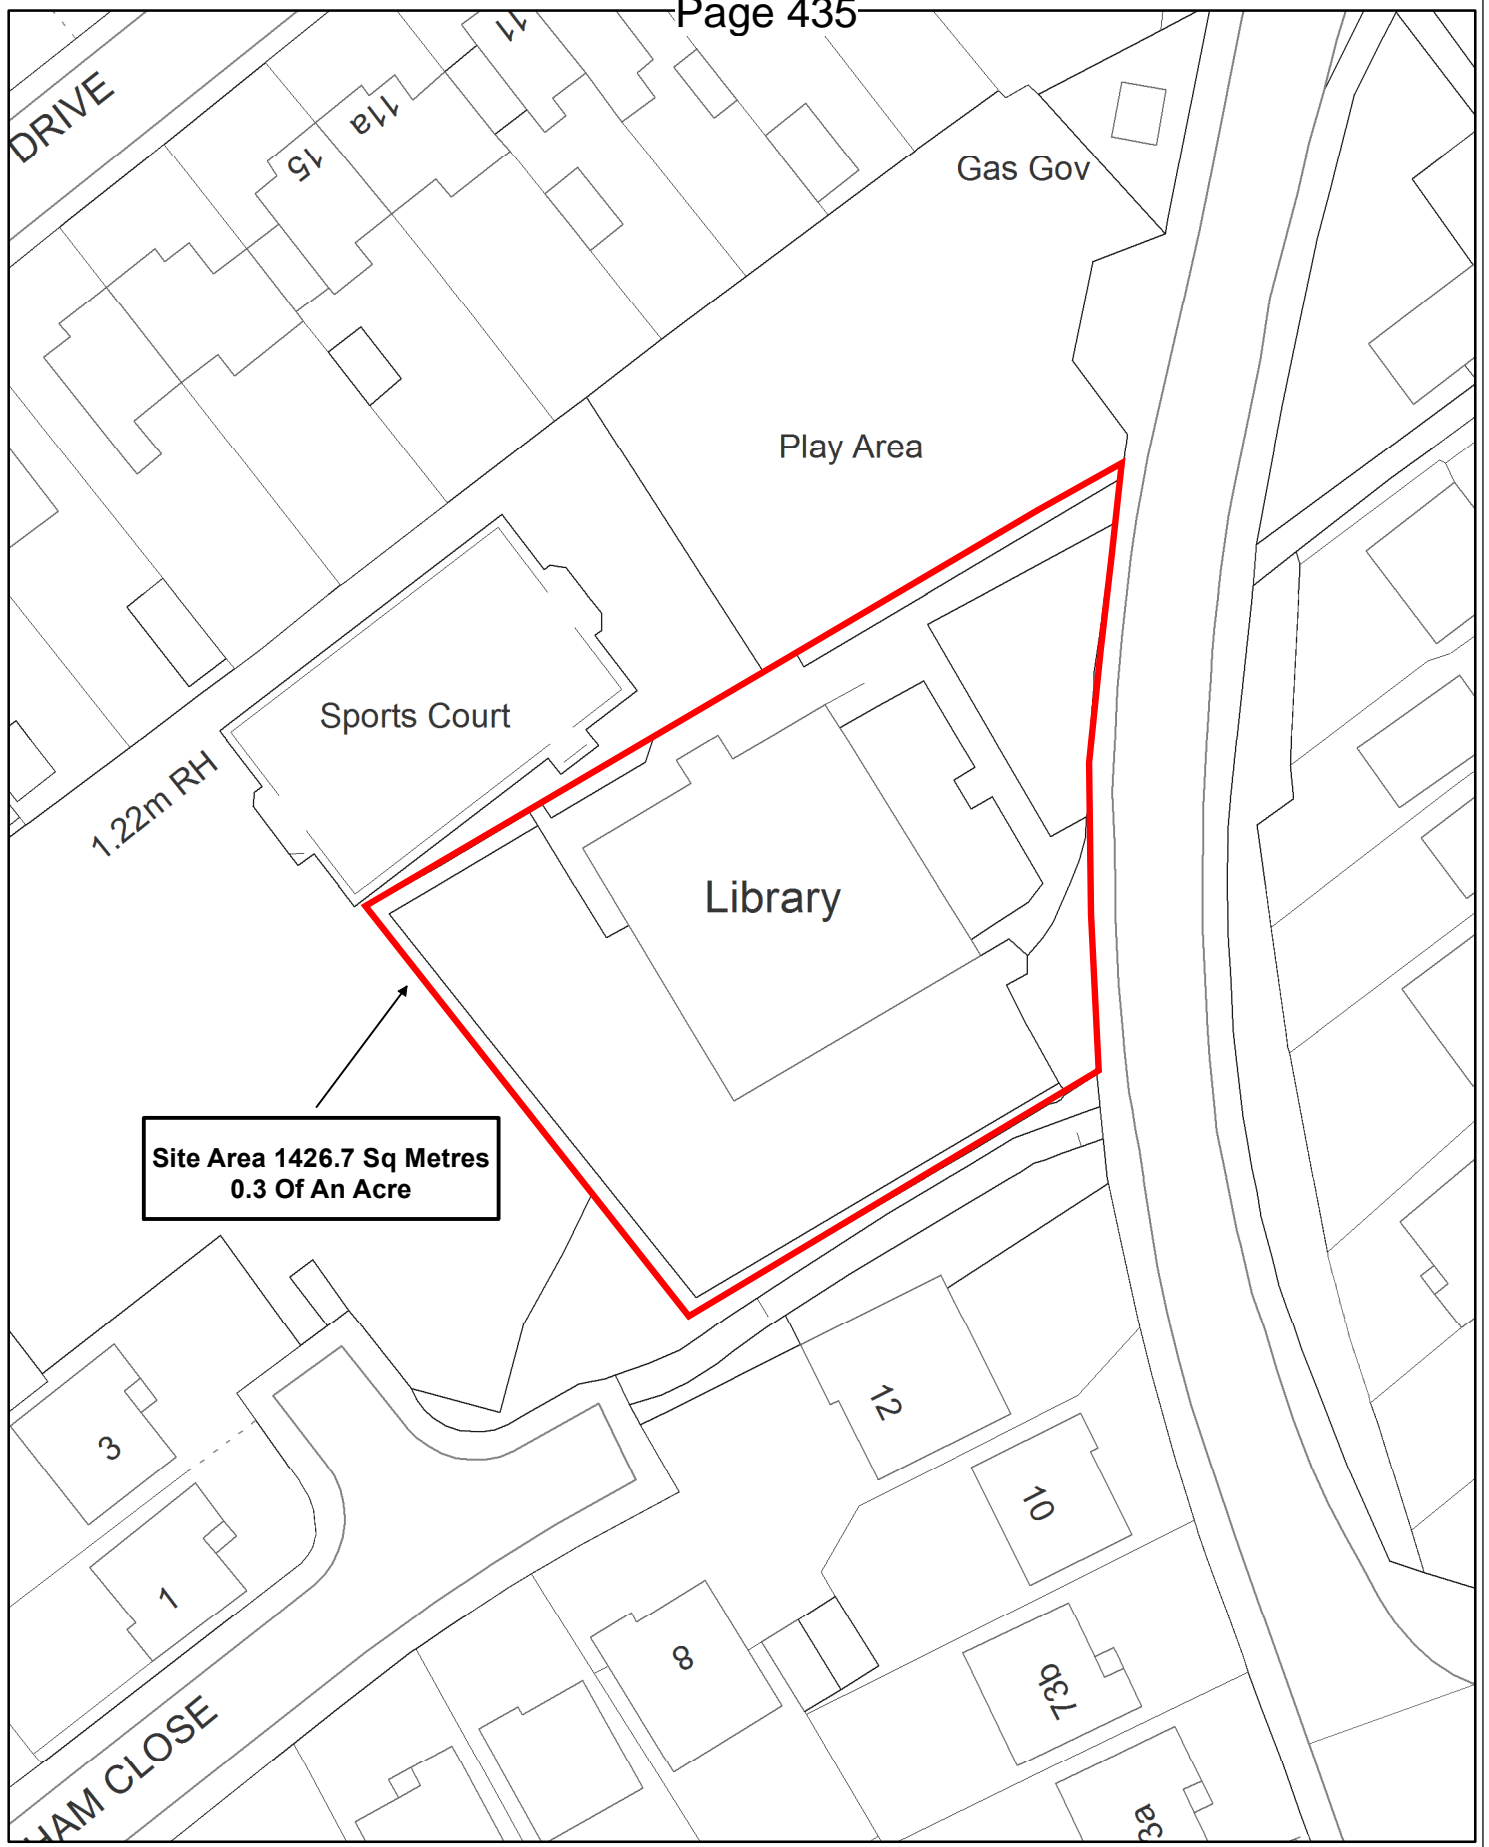 Page 435
DRIVE
11
11a
15
Gas Gov
Play Area
Sports Court
1.22m RH
Library
Site Area 1426.7 Sq Metres
0.3 Of An Acre
12
3
10
1
8
73b
HAM CLOSE
3a